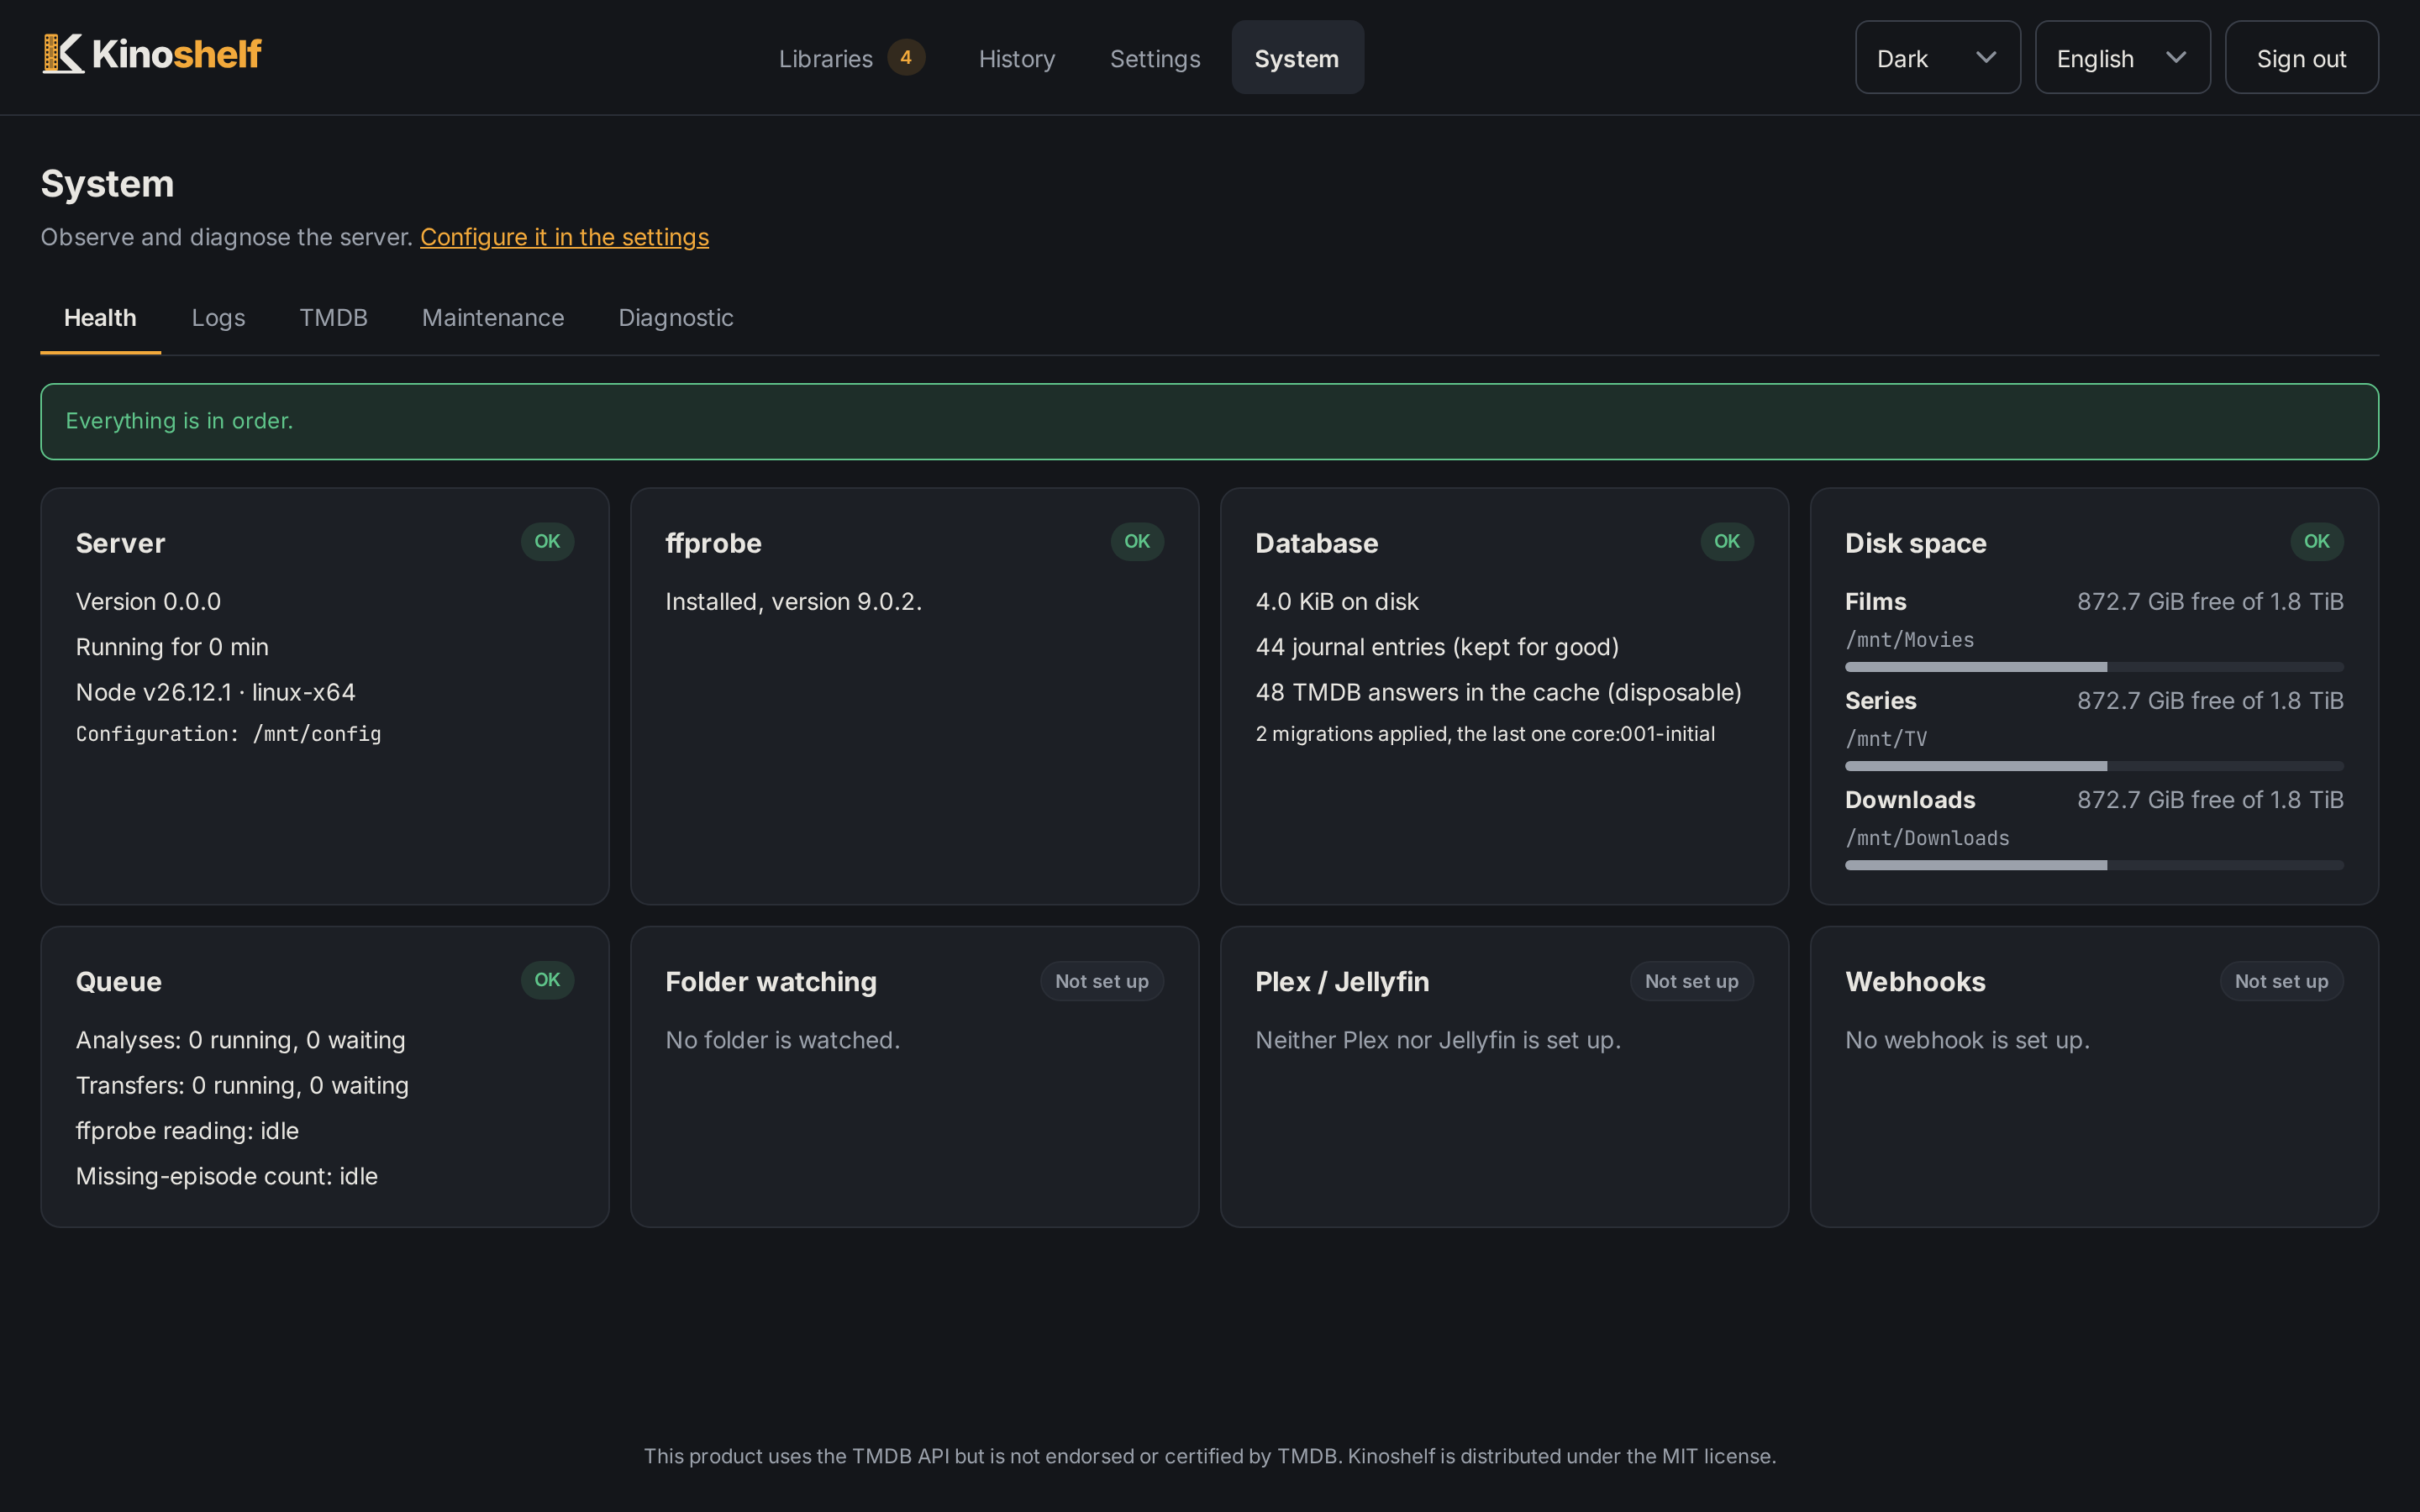 Kinoshelf
Libraries 4
History
Settings
System
Dark
English
Sign out
System
Observe and diagnose the server. Configure it in the settings
Health
Logs
TMDB
Maintenance
Diagnostic
Everything is in order.
Server OK
Version 0.0.0
Running for 0 min
Node v26.12.1 · linux-x64
Configuration: /mnt/config
ffprobe OK
Installed, version 9.0.2.
Database OK
4.0 KiB on disk
44 journal entries (kept for good)
48 TMDB answers in the cache (disposable)
2 migrations applied, the last one core:001-initial
Disk space OK
Films 872.7 GiB free of 1.8 TiB
/mnt/Movies
Series 872.7 GiB free of 1.8 TiB
/mnt/TV
Downloads 872.7 GiB free of 1.8 TiB
/mnt/Downloads
Queue OK
Analyses: 0 running, 0 waiting
Transfers: 0 running, 0 waiting
ffprobe reading: idle
Missing-episode count: idle
Folder watching Not set up
No folder is watched.
Plex / Jellyfin Not set up
Neither Plex nor Jellyfin is set up.
Webhooks Not set up
No webhook is set up.
This product uses the TMDB API but is not endorsed or certified by TMDB. Kinoshelf is distributed under the MIT license.